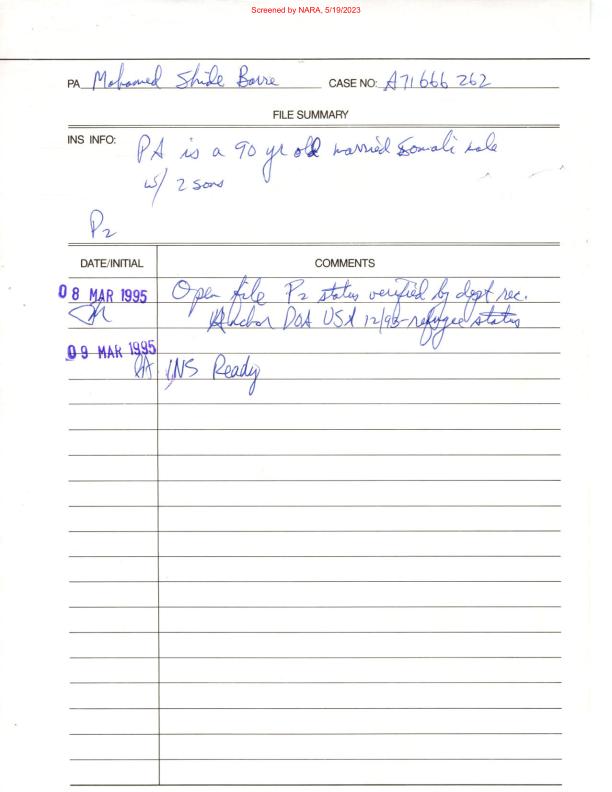 Screened by NARA, 5/19/2023
PA Mohamed Shide Barre CASE NO: A71 666 262
FILE SUMMARY
INS INFO: PA is a 90 yr old married Somali male
w/ 2 sons
P2
DATE/INITIAL COMMENTS
08 MAR 1995 Open file P2 status verified by dept rec.
Anchor DOA USA 12/93-refugee status
09 MAR 1995
INS Ready